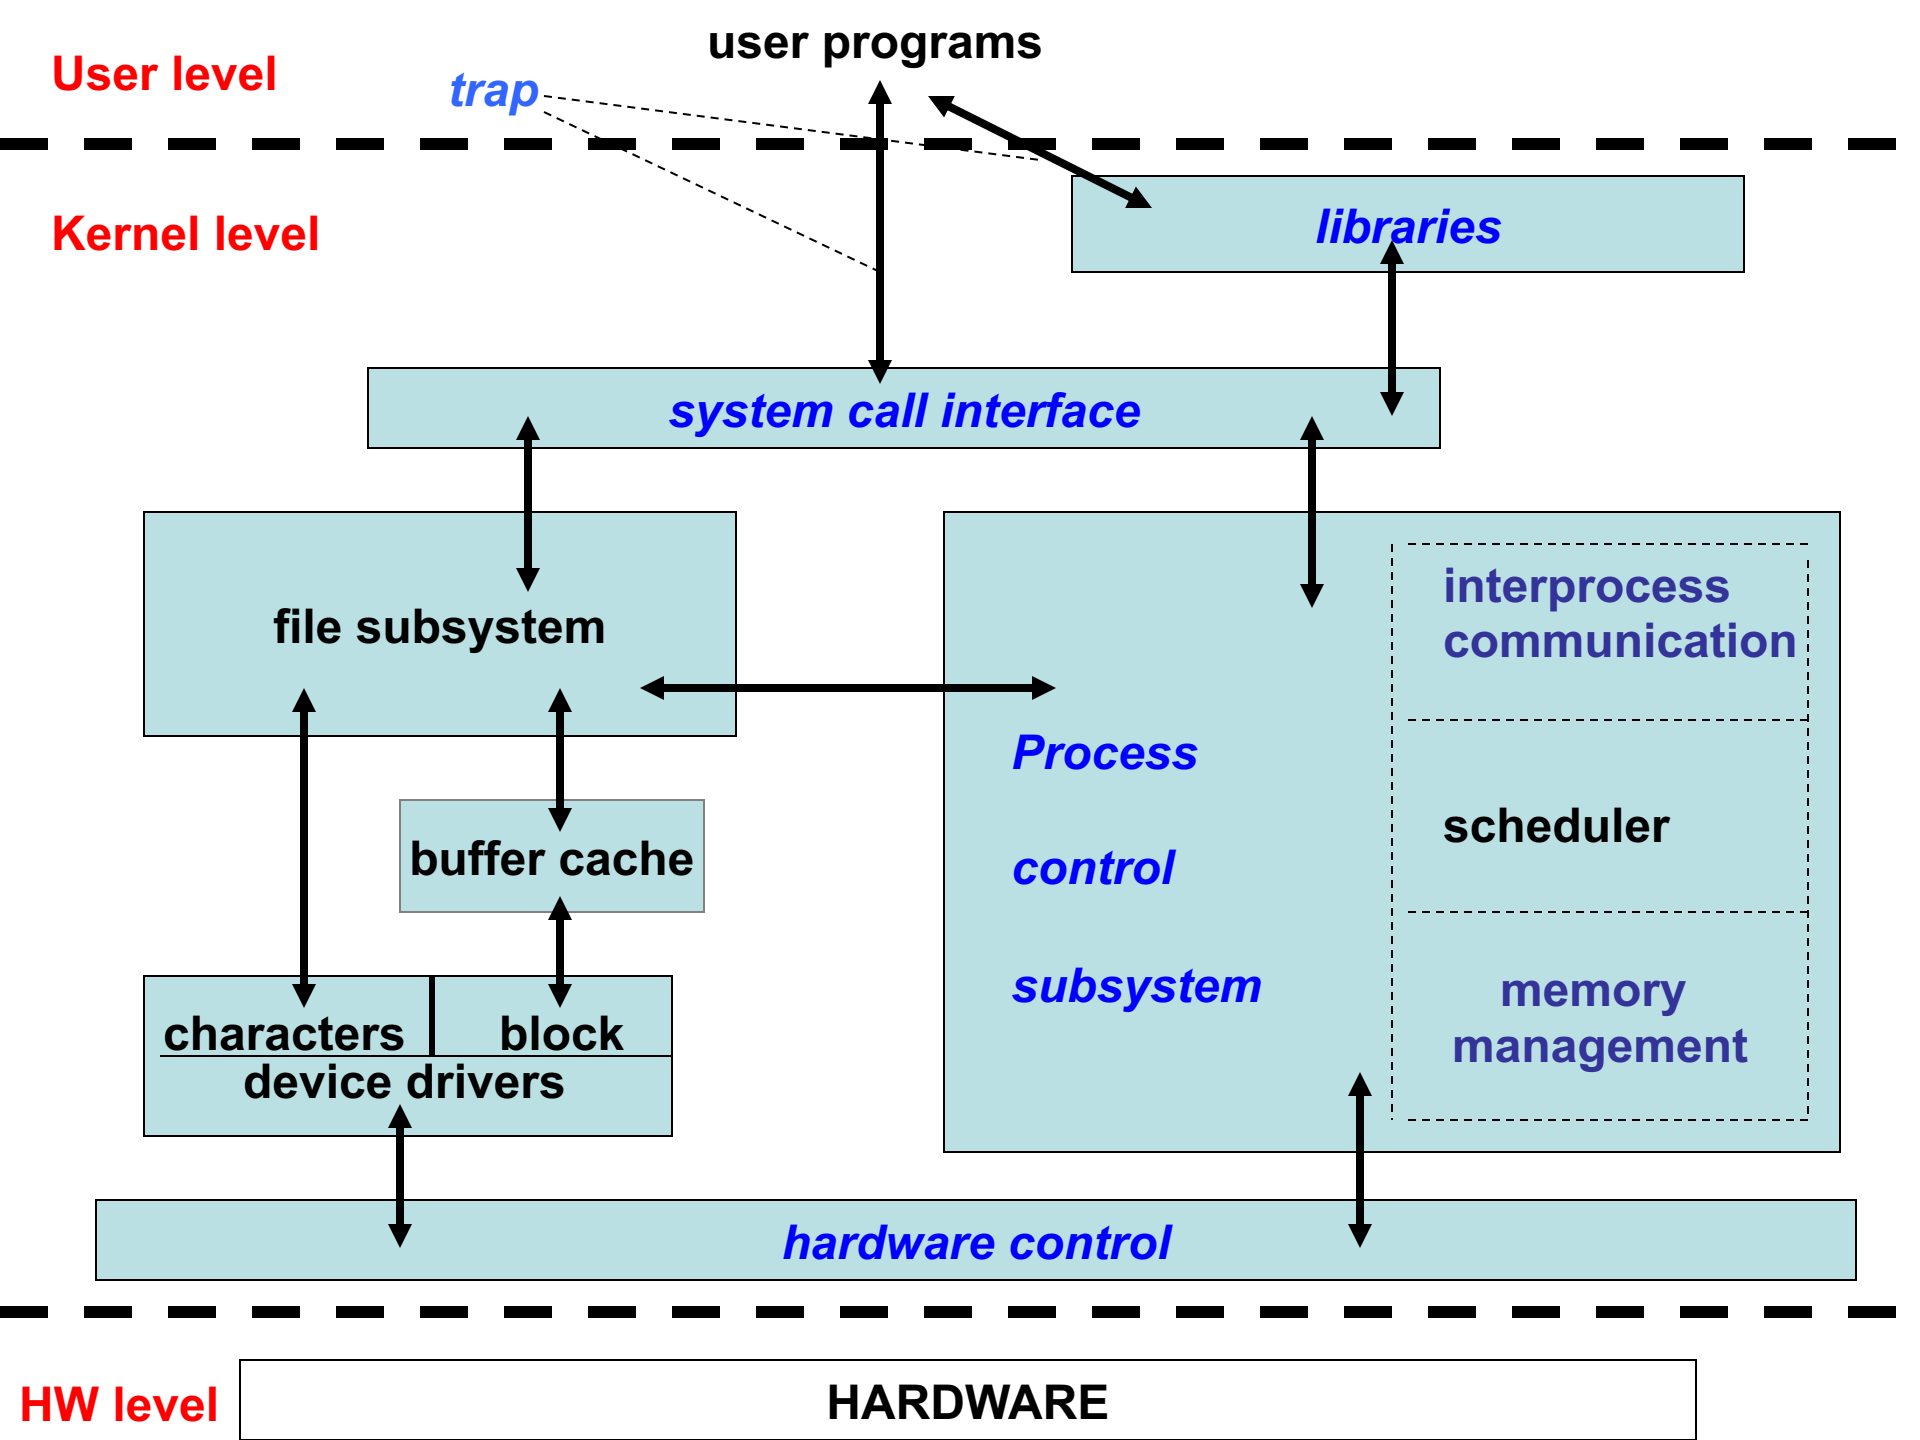 user programs
User level
trap
Kernel level
libraries
system call interface
file subsystem
interprocess
communication
Process
control
subsystem
scheduler
buffer cache
memory
management
characters
block
device drivers
hardware control
HW level
HARDWARE